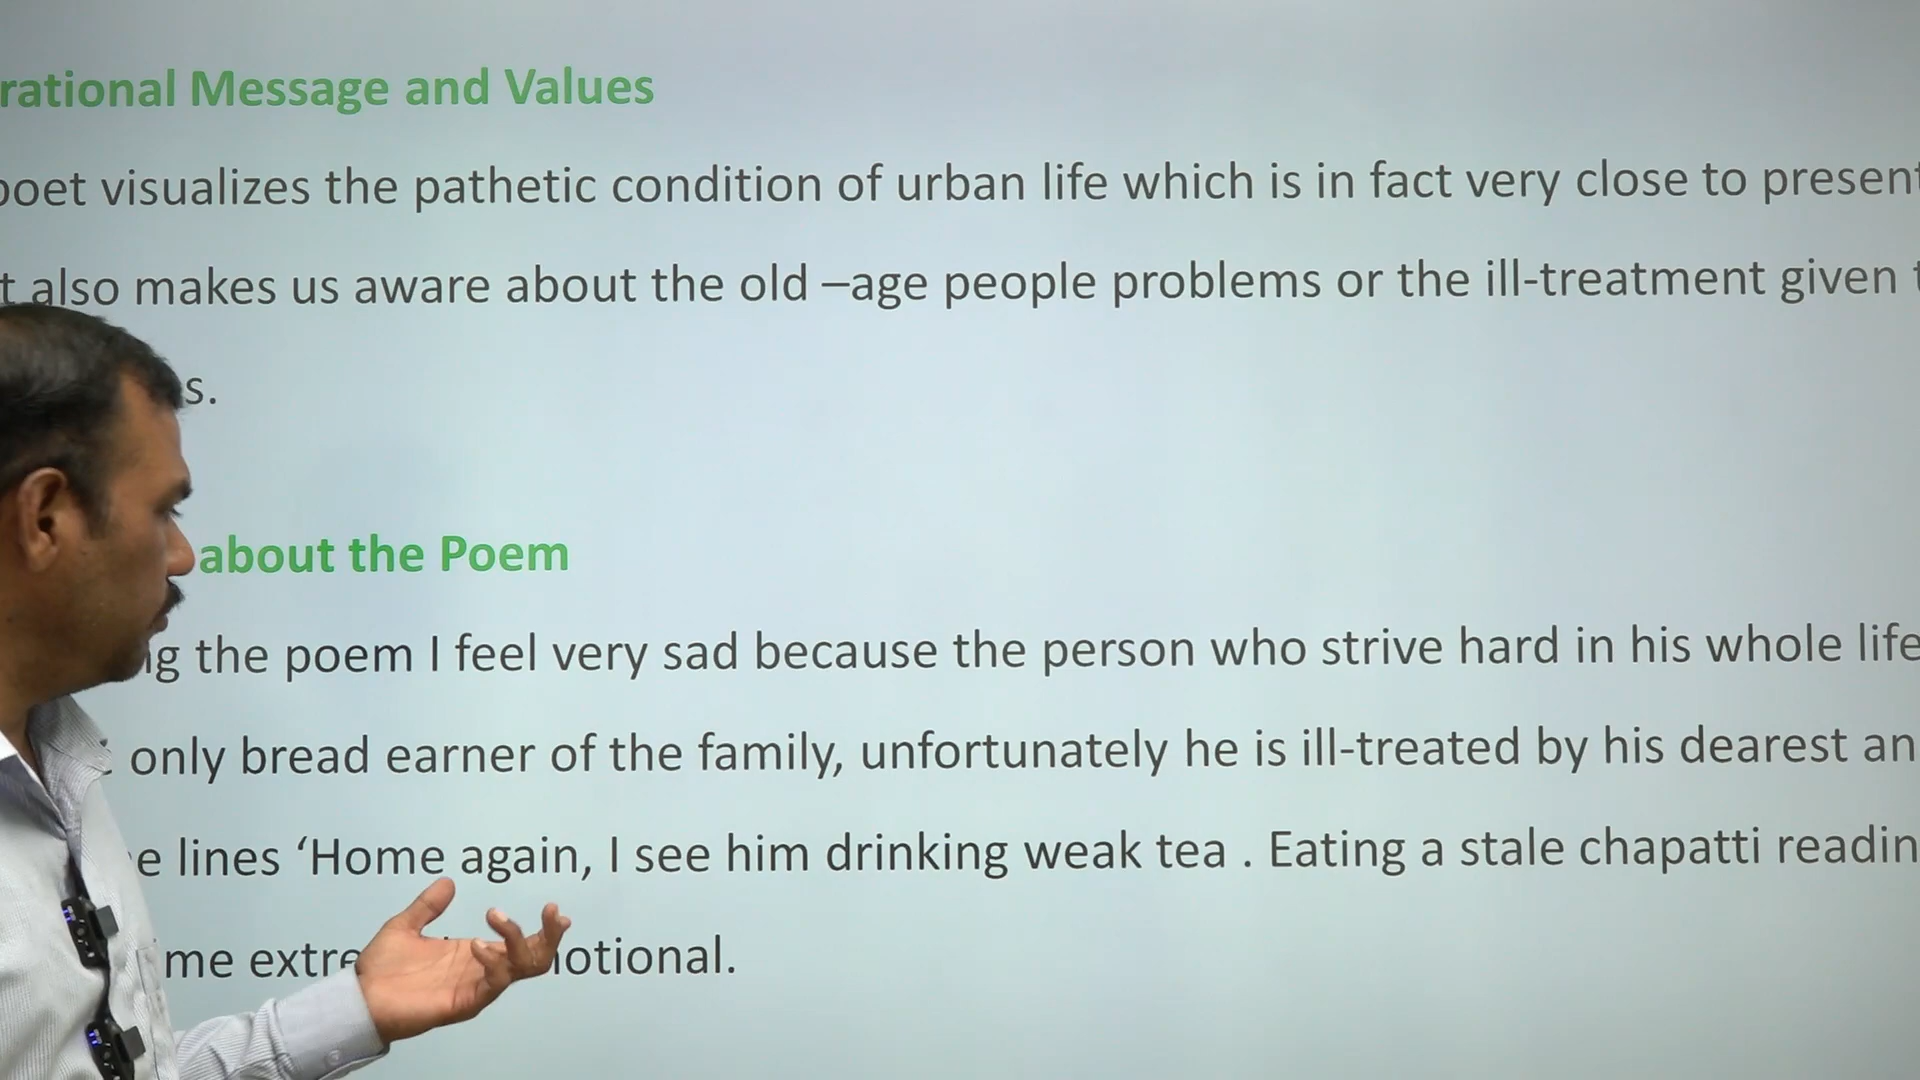 rational Message and Values
poet visualizes the pathetic condition of urban life which is in fact very close to present
also makes us aware about the old –age people problems or the ill-treatment given
s.
about the Poem
the poem I feel very sad because the person who strive hard in his whole life
only bread earner of the family, unfortunately he is ill-treated by his dearest an
e lines ‘Home again, I see him drinking weak tea . Eating a stale chapatti readin
me extre otional.